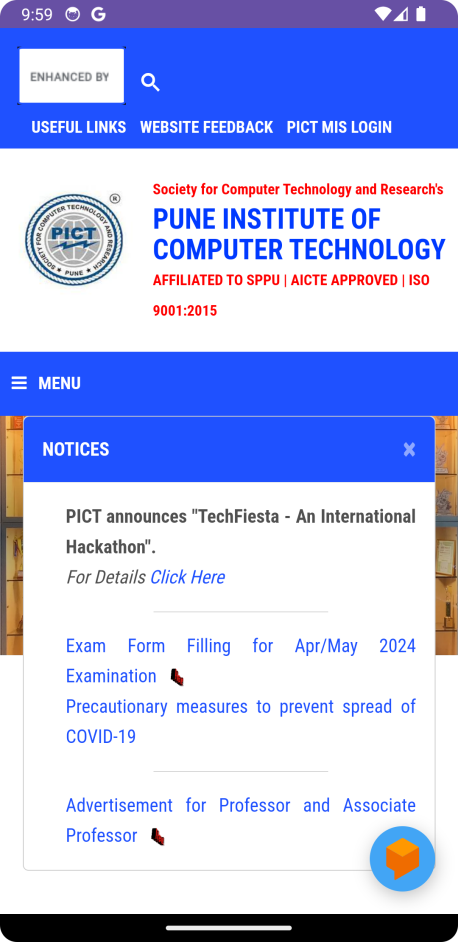 9:59
ENHANCED BY
USEFUL LINKS WEBSITE FEEDBACK PICT MIS LOGIN
Society for Computer Technology and Research's
PUNE INSTITUTE OF
COMPUTER TECHNOLOGY
AFFILIATED TO SPPU | AICTE APPROVED | ISO
9001:2015
SOCIETY FOR COMPUTER TECHNOLOGY AND RESEARCH
PICT
★ PUNE ★
®
MENU
NOTICES ×
PICT announces "TechFiesta - An International
Hackathon".
For Details Click Here
Exam Form Filling for Apr/May 2024
Examination
Precautionary measures to prevent spread of
COVID-19
Advertisement for Professor and Associate
Professor